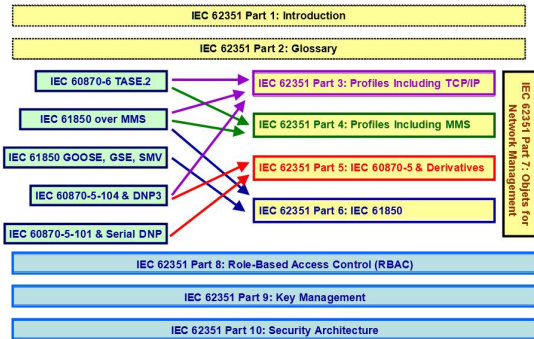 IEC 62351 Part 1: Introduction
IEC 62351 Part 2: Glossary
IEC 60870-6 TASE.2
IEC 62351 Part 3: Profiles Including TCP/IP
IEC 61850 over MMS
IEC 62351 Part 4: Profiles Including MMS
IEC 61850 GOOSE, GSE, SMV
IEC 62351 Part 5: IEC 60870-5 & Derivatives
IEC 60870-5-104 & DNP3
IEC 62351 Part 6: IEC 61850
IEC 60870-5-101 & Serial DNP
IEC 62351 Part 7: Objets for
Network Management
IEC 62351 Part 8: Role-Based Access Control (RBAC)
IEC 62351 Part 9: Key Management
IEC 62351 Part 10: Security Architecture